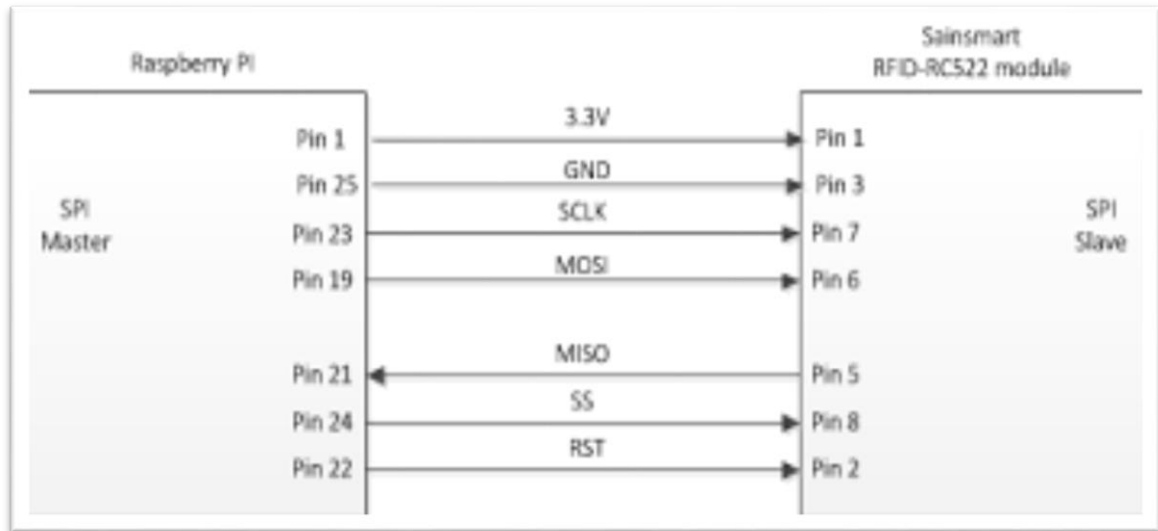 Raspberry PI
Sainsmart
RFID-RC522 module
Pin 1
3.3V
Pin 1
Pin 25
GND
Pin 3
SPI
Master
SPI
Slave
Pin 23
SCLK
Pin 7
Pin 19
MOSI
Pin 6
Pin 21
MISO
Pin 5
Pin 24
SS
Pin 8
Pin 22
RST
Pin 2